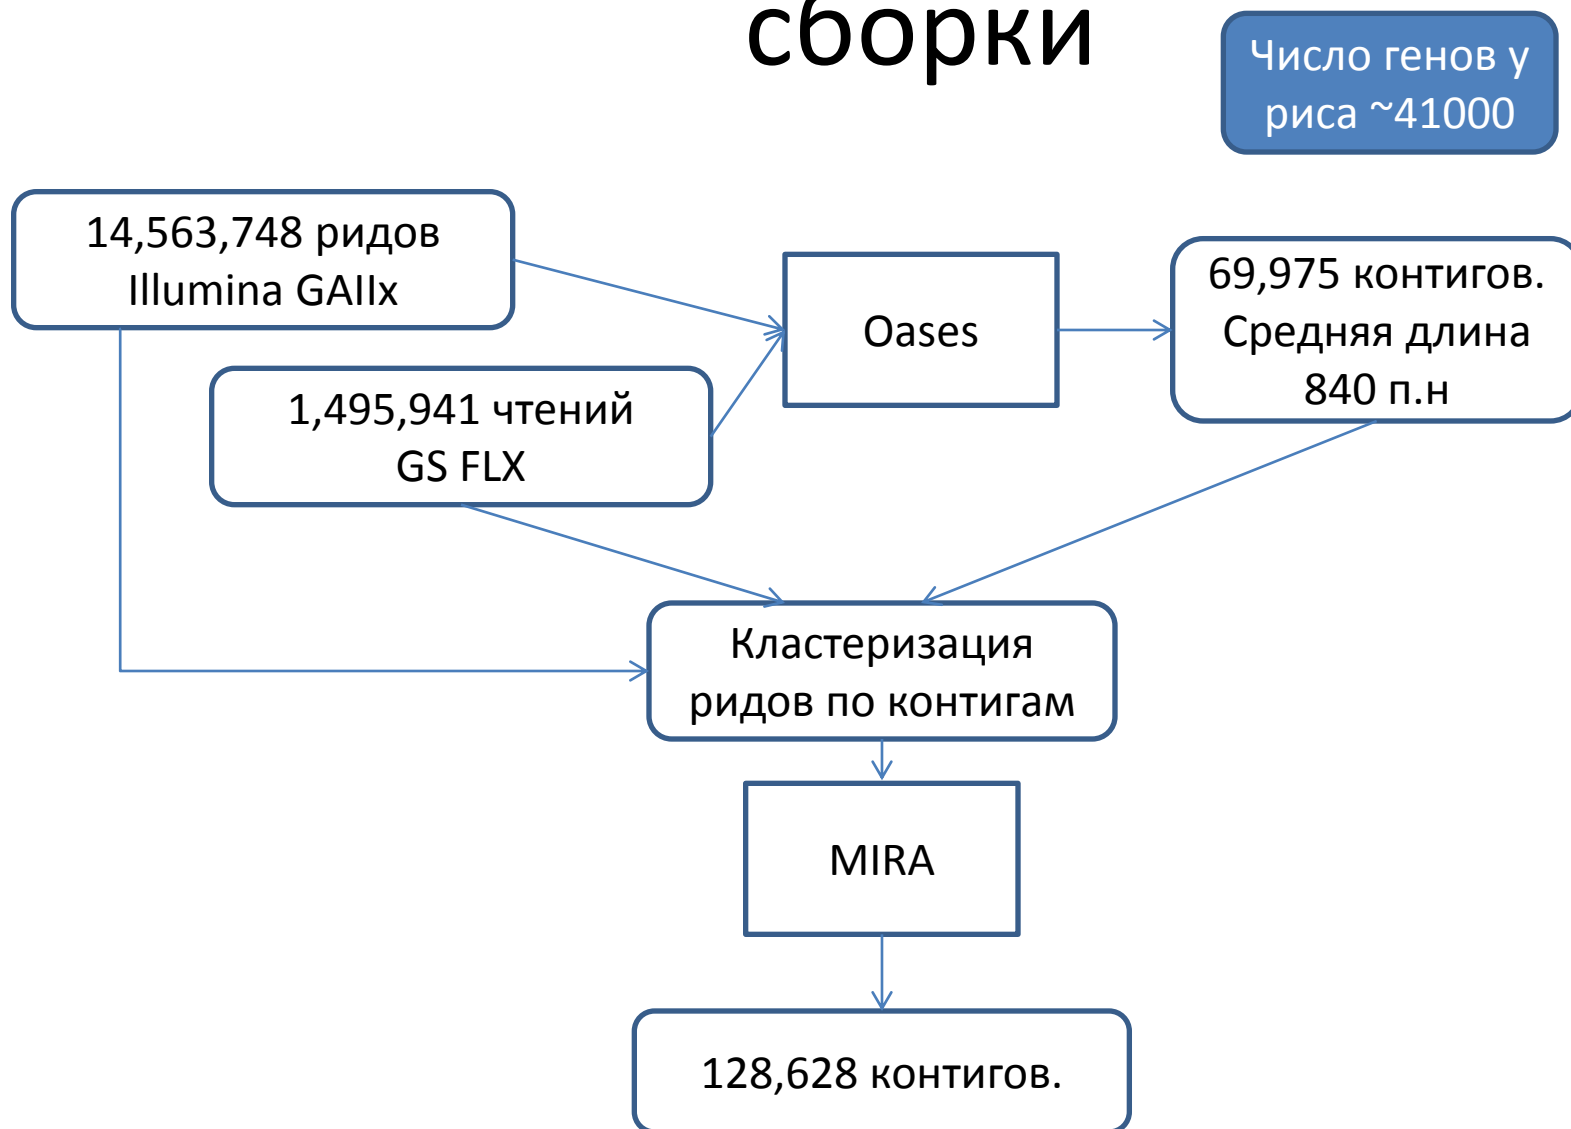 сборки
Число генов у
риса ~41000
14,563,748 ридов
Illumina GAIIx
69,975 контигов.
Средняя длина
840 п.н
Oases
1,495,941 чтений
GS FLX
Кластеризация
ридов по контигам
MIRA
128,628 контигов.